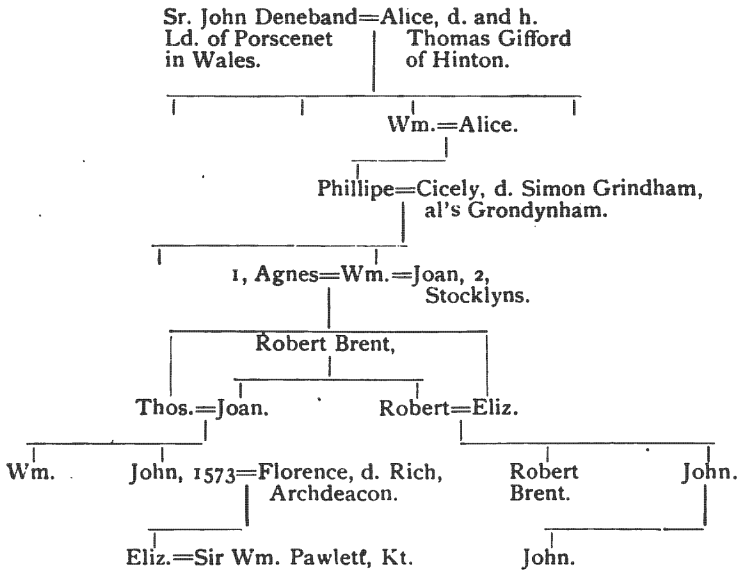 Sr. John Deneband=Alice, d. and h.
Ld. of Porscenet Thomas Gifford
in Wales. of Hinton.
Wm.=Alice.
Phillipe=Cicely, d. Simon Grindham,
al's Grondynham.
1, Agnes=Wm.=Joan, 2,
Stocklyns.
Robert Brent,
Thos.=Joan. Robert=Eliz.
Wm. John, 1573=Florence, d. Rich, Robert John.
Archdeacon. Brent.
Eliz.=Sir Wm. Pawlett, Kt. John.